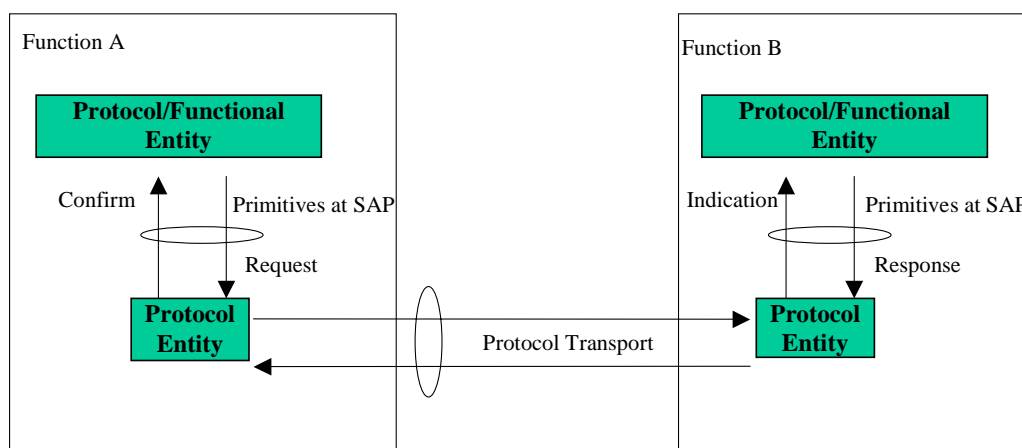 Function A
Protocol/Functional
Entity
Confirm
Primitives at SAP
Request
Protocol
Entity
Protocol Transport
Function B
Protocol/Functional
Entity
Indication
Primitives at SAP
Response
Protocol
Entity